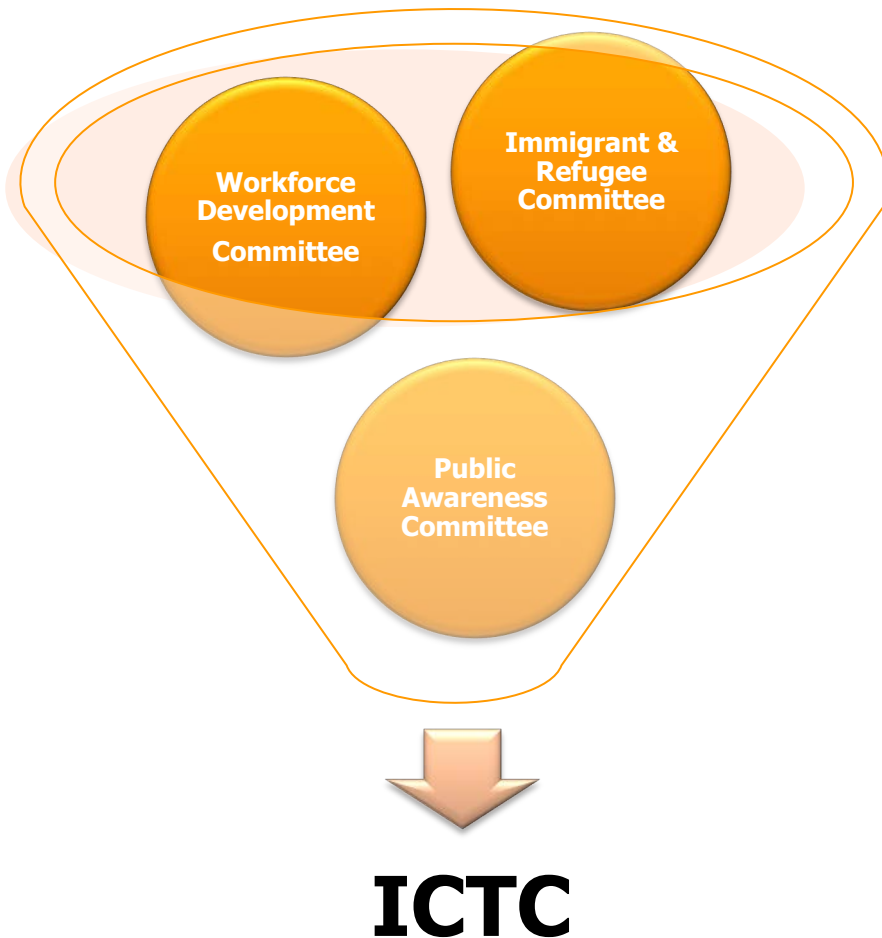 Workforce
Development
Committee
Immigrant &
Refugee
Committee
Public
Awareness
Committee
ICTC